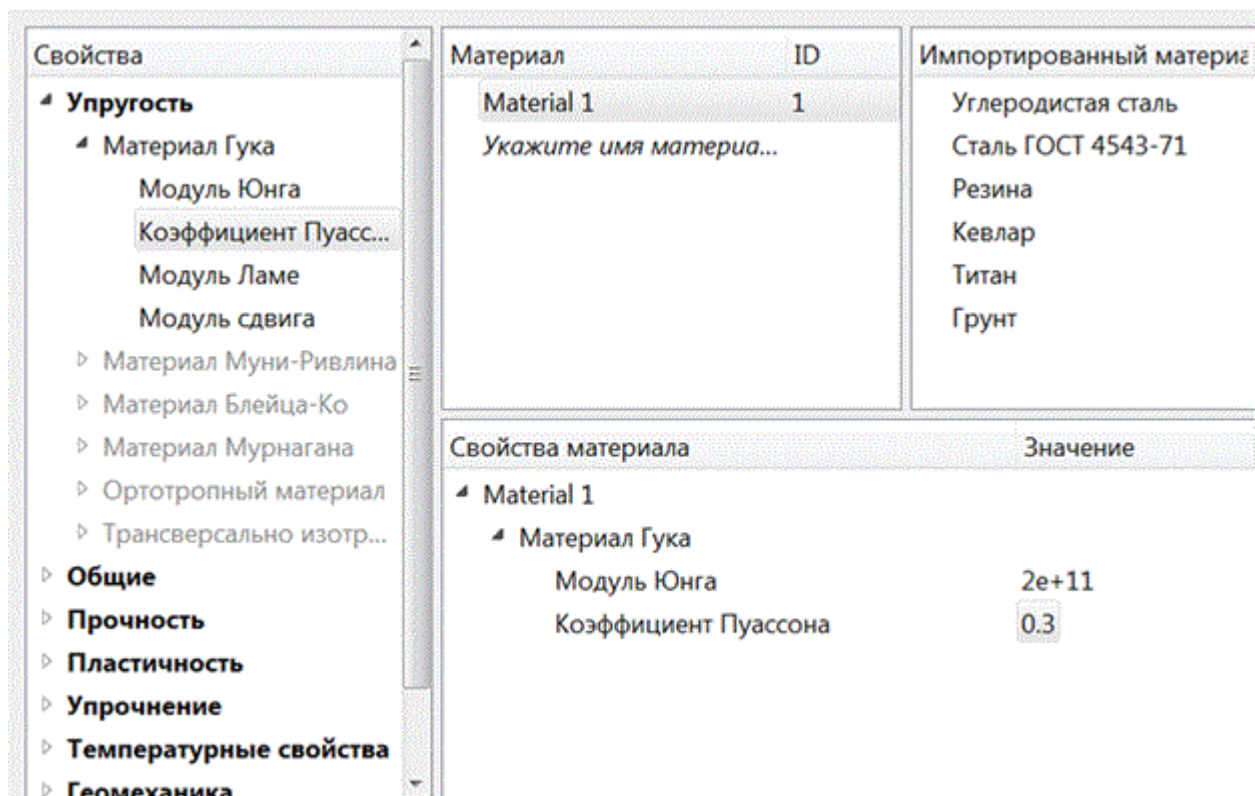 Свойства
Упругость
Материал Гука
Модуль Юнга
Коэффициент Пуасс...
Модуль Ламе
Модуль сдвига
Материал Муни-Ривлина
Материал Блейца-Ко
Материал Мурнагана
Ортотропный материал
Трансверсально изотр...
Общие
Прочность
Пластичность
Упрочнение
Температурные свойства
Геомеханика
Материал ID
Material 1 1
Укажите имя материа...
Импортированный материа
Углеродистая сталь
Сталь ГОСТ 4543-71
Резина
Кевлар
Титан
Грунт
Свойства материала Значение
Material 1
Материал Гука
Модуль Юнга 2e+11
Коэффициент Пуассона 0.3